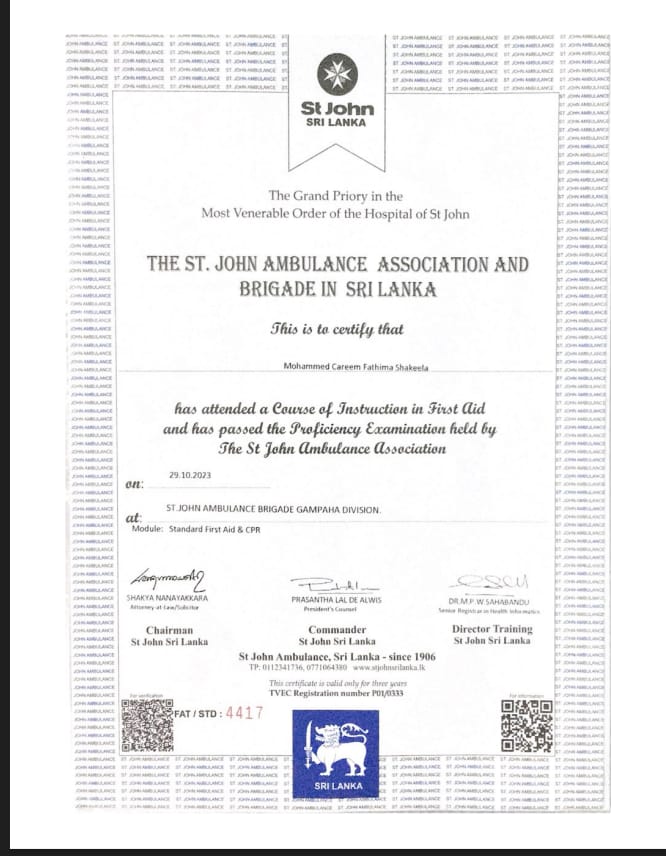 St John
SRI LANKA
The Grand Priory in the
Most Venerable Order of the Hospital of St John
THE ST. JOHN AMBULANCE ASSOCIATION AND
BRIGADE IN SRI LANKA
This is to certify that
Mohammed Careem Fathima Shakeela
has attended a Course of Instruction in First Aid
and has passed the Proficiency Examination held by
The St John Ambulance Association
29.10.2023
on:
ST.JOHN AMBULANCE BRIGADE GAMPAHA DIVISION.
at:
Module: Standard First Aid & CPR
SHAKYA NANAYAKKARA
Attorney-at-Law/Solicitor
Chairman
St John Sri Lanka
PRASANTHA LAL DE ALWIS
President's Counsel
Commander
St John Sri Lanka
DR.M.P.W.SAHABANDU
Senior Registrar in Health Informatics
Director Training
St John Sri Lanka
St John Ambulance, Sri Lanka - since 1906
TP: 0112341736, 0771064380 www.stjohnsrilanka.lk
This certificate is valid only for three years
TVEC Registration number P01/0333
For verification
FAT / STD : 4417
For information
SRI LANKA